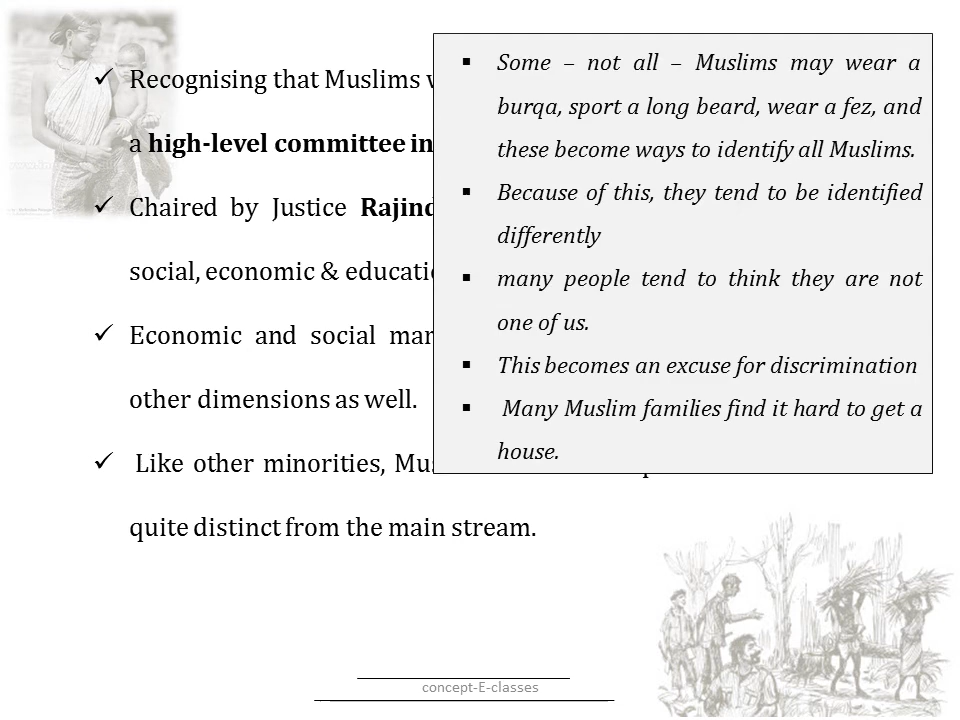 ✓ Recognising that Muslims
a high-level committee in
✓ Chaired by Justice
social, economic &
✓ Economic and social
other dimensions as well.
✓ Like other minorities,
quite distinct from the main stream.
▪ Some – not all – Muslims may wear a
burqa, sport a long beard, wear a fez, and
these become ways to identify all Muslims.
▪ Because of this, they tend to be identified
differently
▪ many people tend to think they are not
one of us.
▪ This becomes an excuse for discrimination
▪ Many Muslim families find it hard to get a
house.
concept-E-classes